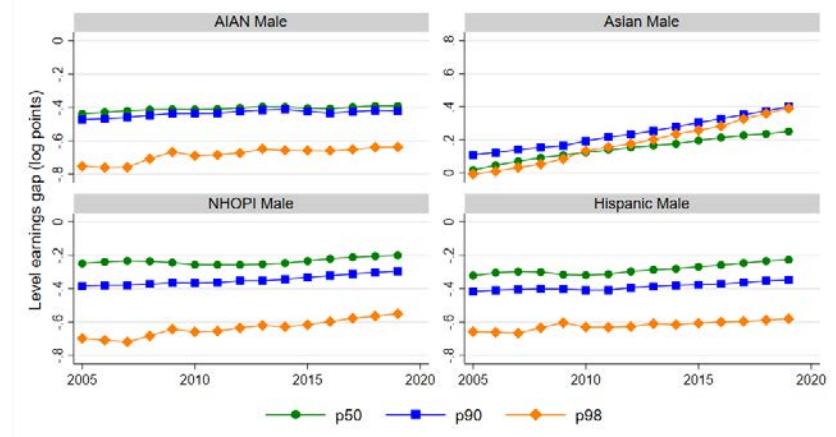 AIAN Male
Asian Male
Level earnings gap (log points)
0
-.2
-.4
-.6
-.8
.8
.6
.4
.2
0
NHOPI Male
Hispanic Male
0
-.2
-.4
-.6
-.8
0
-.2
-.4
-.6
-.8
2005 2010 2015 2020
2005 2010 2015 2020
p50 p90 p98